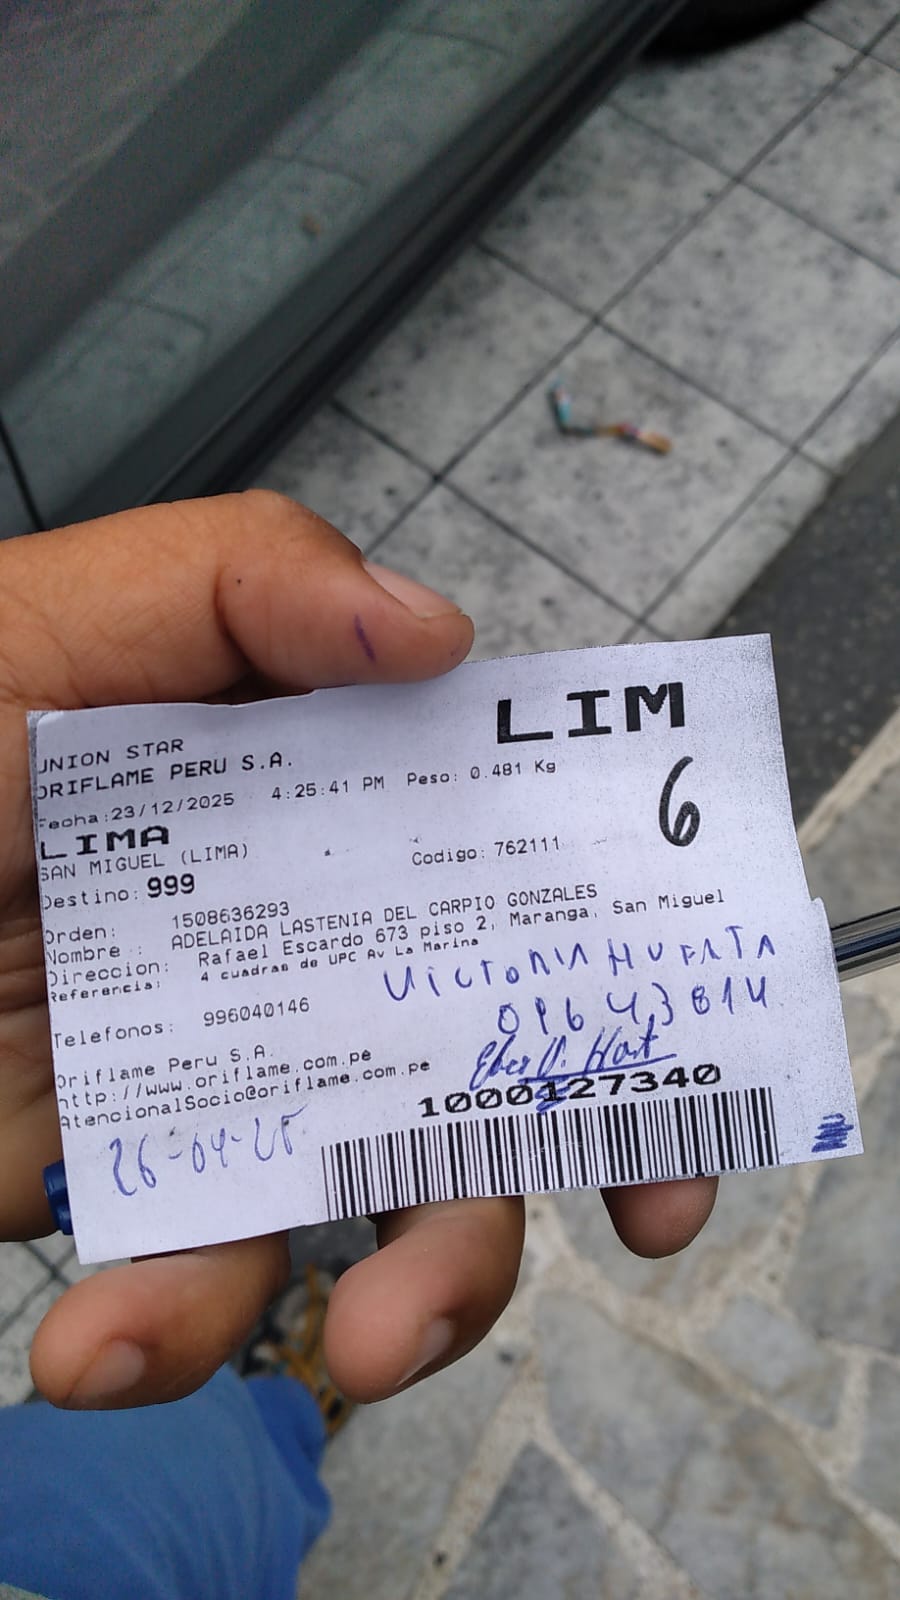 LIM
UNION STAR
ORIFLAME PERU S.A.
Fecha:23/12/2025 4:25:41 PM Peso: 0.481 Kg
6
LIMA
SAN MIGUEL (LIMA)
Codigo: 762111
Destino: 999
Orden: 1508636293
Nombre : ADELAIDA LASTENIA DEL CARPIO GONZALES
Direccion: Rafael Escardo 673 piso 2, Maranga, San Miguel
Referencia: 4 cuadras de UPC Av La Marina
VICTORIA
Telefonos: 996040146
Oriflame Peru S.A.
http://www.oriflame.com.pe
AtencionalSocio@oriflame.com.pe
1000127340